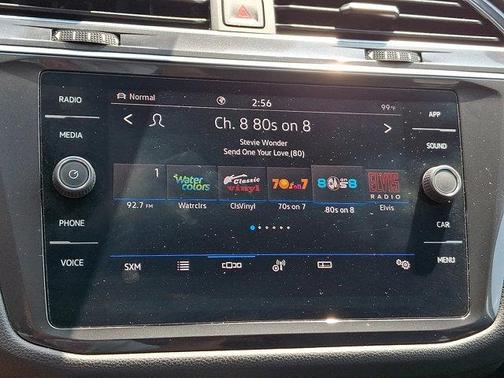 RADIO
MEDIA
PHONE
VOICE
Normal
2:56
99°F
< Ch. 8 80s on 8 >
Stevie Wonder
Send One Your Love (80)
1
Water colors
Classic vinyl
70s on 7
80s 8
ELVIS RADIO
92.7 FM
Watrclrs
ClsVinyl
70s on 7
80s on 8
Elvis
SXM
APP
SOUND
CAR
MENU